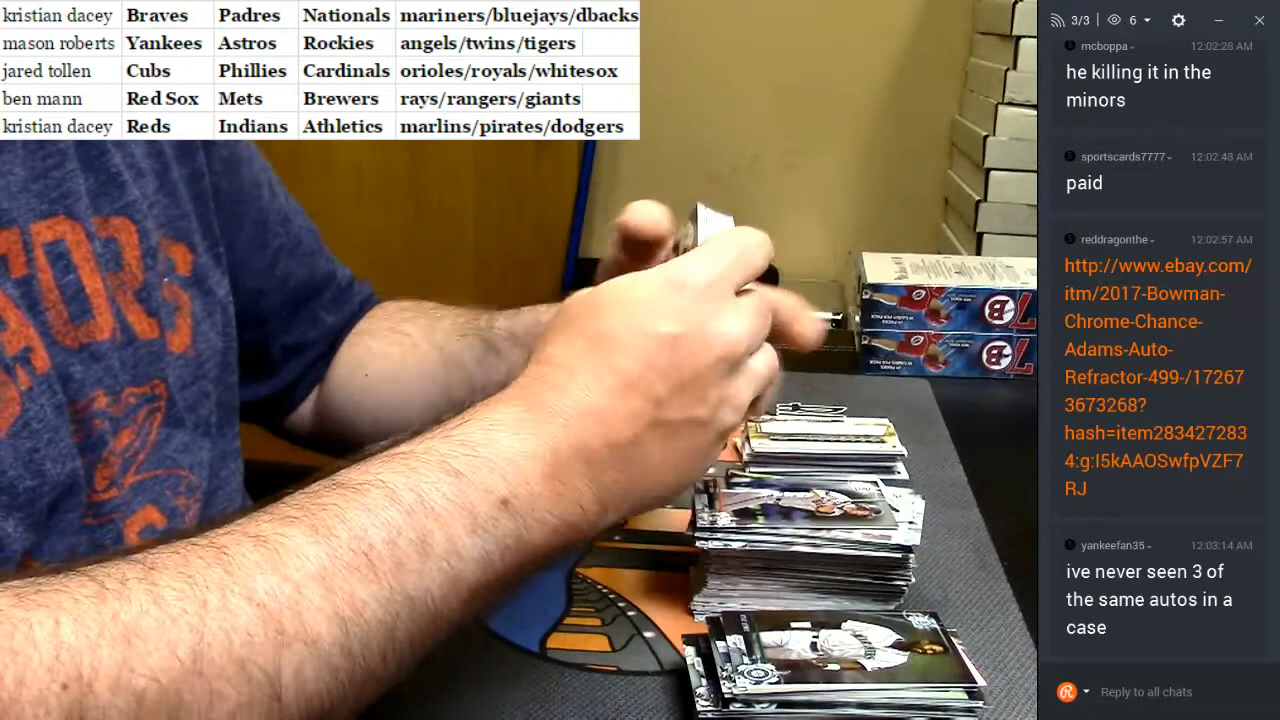 kristian dacey Braves Padres Nationals mariners/bluejays/dbacks
mason roberts Yankees Astros Rockies angels/twins/tigers
jared tollen Cubs Phillies Cardinals orioles/royals/whitesox
ben mann Red Sox Mets Brewers rays/rangers/giants
kristian dacey Reds Indians Athletics marlins/pirates/dodgers
3/3 6
mcboppa 12:02:28 AM
he killing it in the
minors
sportscards7777 12:02:48 AM
paid
reddragonthe 12:02:57 AM
http://www.ebay.com/
itm/2017-Bowman-
Chrome-Chance-
Adams-Auto-
Refractor-499-/17267
3673268?
hash=item283427283
4:g:I5kAAOSwfpVZF7
RJ
yankeefan35 12:03:14 AM
ive never seen 3 of
the same autos in a
case
Reply to all chats